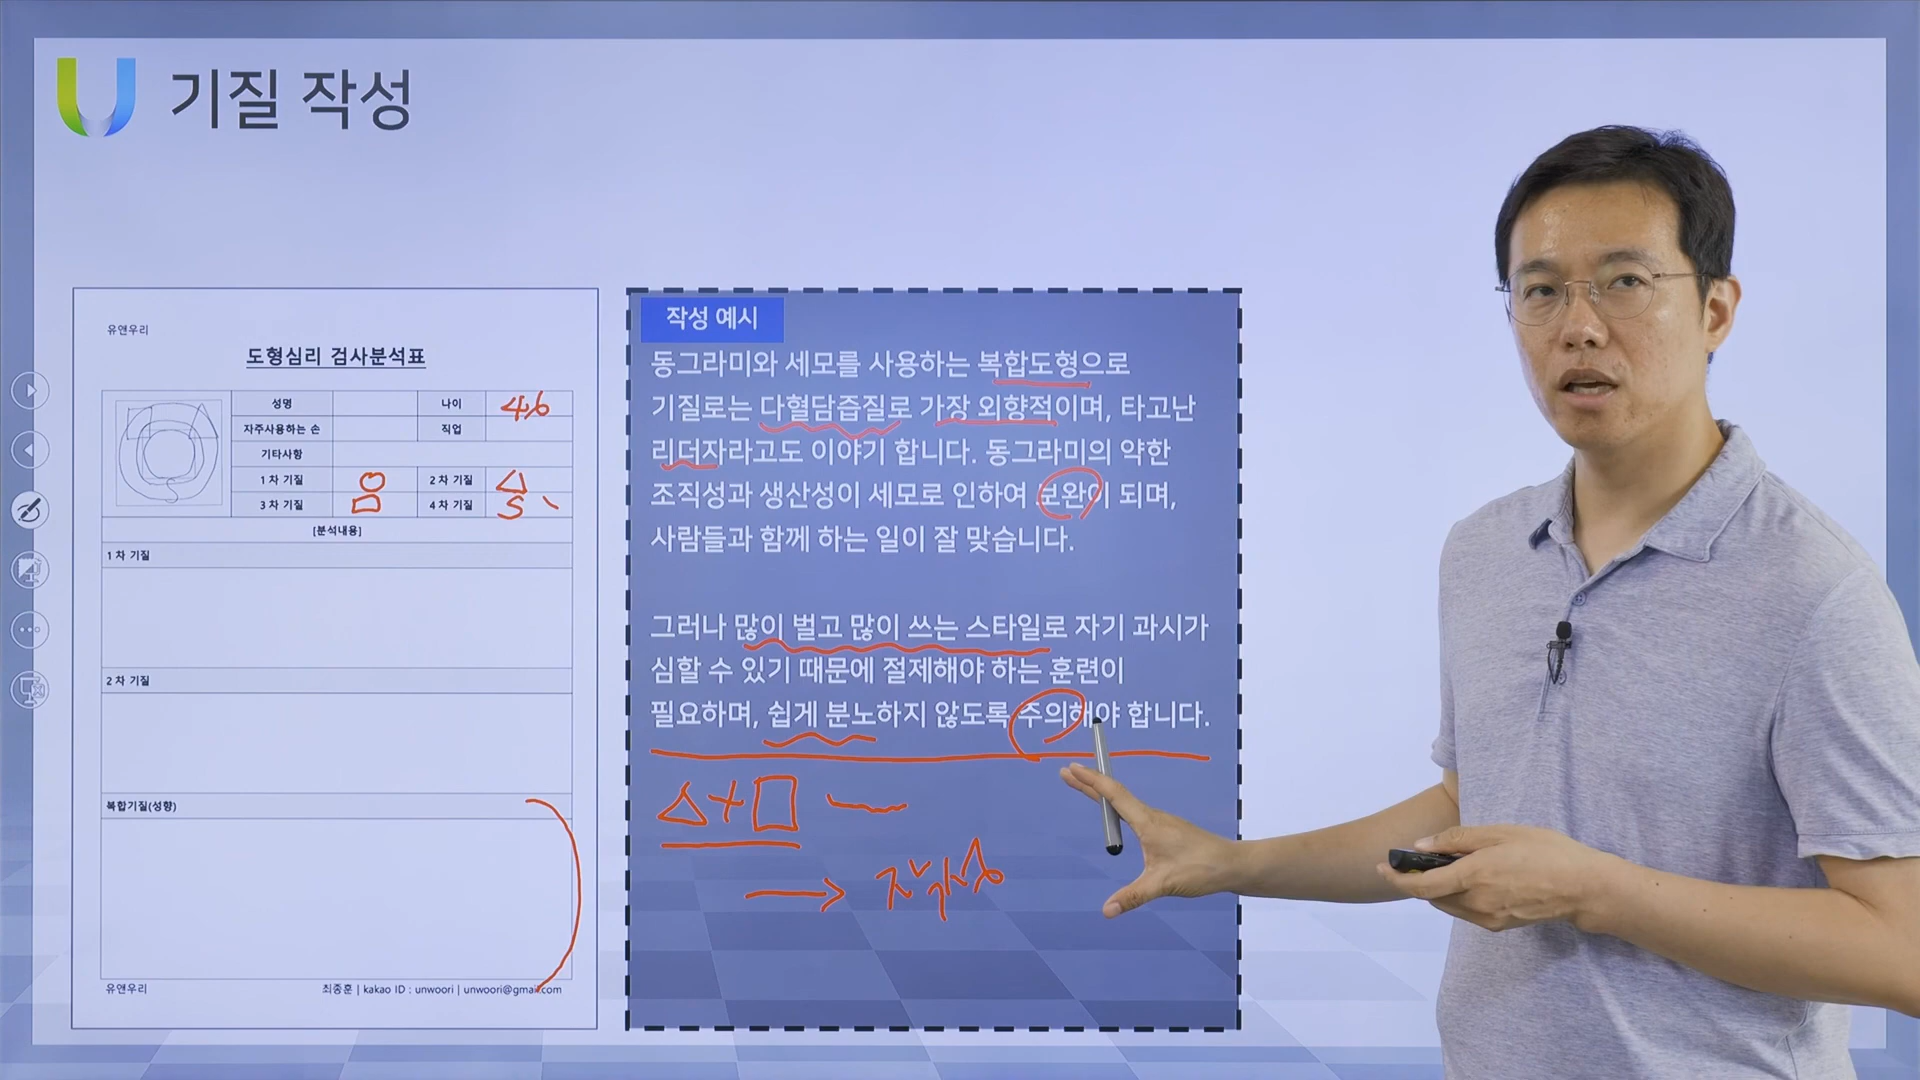 기질 작성
유앤우리
도형심리 검사분석표
성명
나이
46
자주사용하는 손
직업
기타사항
1차 기질
2차 기질
3차 기질
4차 기질
S
[분석내용]
1차 기질
2차 기질
복합기질(성향)
유앤우리
최종훈 | kakao ID : unwoori | unwoori@gmail.com
작성 예시
동그라미와 세모를 사용하는 복합도형으로
기질로는 다혈담즙질로 가장 외향적이며, 타고난
리더자라고도 이야기 합니다. 동그라미의 약한
조직성과 생산성이 세모로 인하여 보완이 되며,
사람들과 함께 하는 일이 잘 맞습니다.
그러나 많이 벌고 많이 쓰는 스타일로 자기 과시가
심할 수 있기 때문에 절제해야 하는 훈련이
필요하며, 쉽게 분노하지 않도록 주의해야 합니다.
+